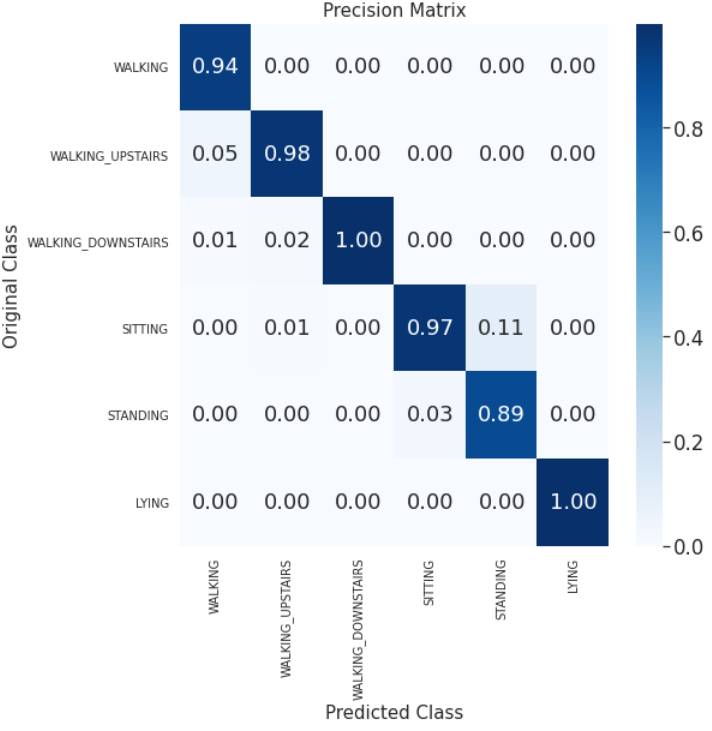 Precision Matrix
Original Class
WALKING 0.94 0.00 0.00 0.00 0.00 0.00
WALKING_UPSTAIRS 0.05 0.98 0.00 0.00 0.00 0.00
WALKING_DOWNSTAIRS 0.01 0.02 1.00 0.00 0.00 0.00
SITTING 0.00 0.01 0.00 0.97 0.11 0.00
STANDING 0.00 0.00 0.00 0.03 0.89 0.00
LYING 0.00 0.00 0.00 0.00 0.00 1.00
WALKING
WALKING_UPSTAIRS
WALKING_DOWNSTAIRS
SITTING
STANDING
LYING
Predicted Class
0.8
0.6
0.4
0.2
0.0